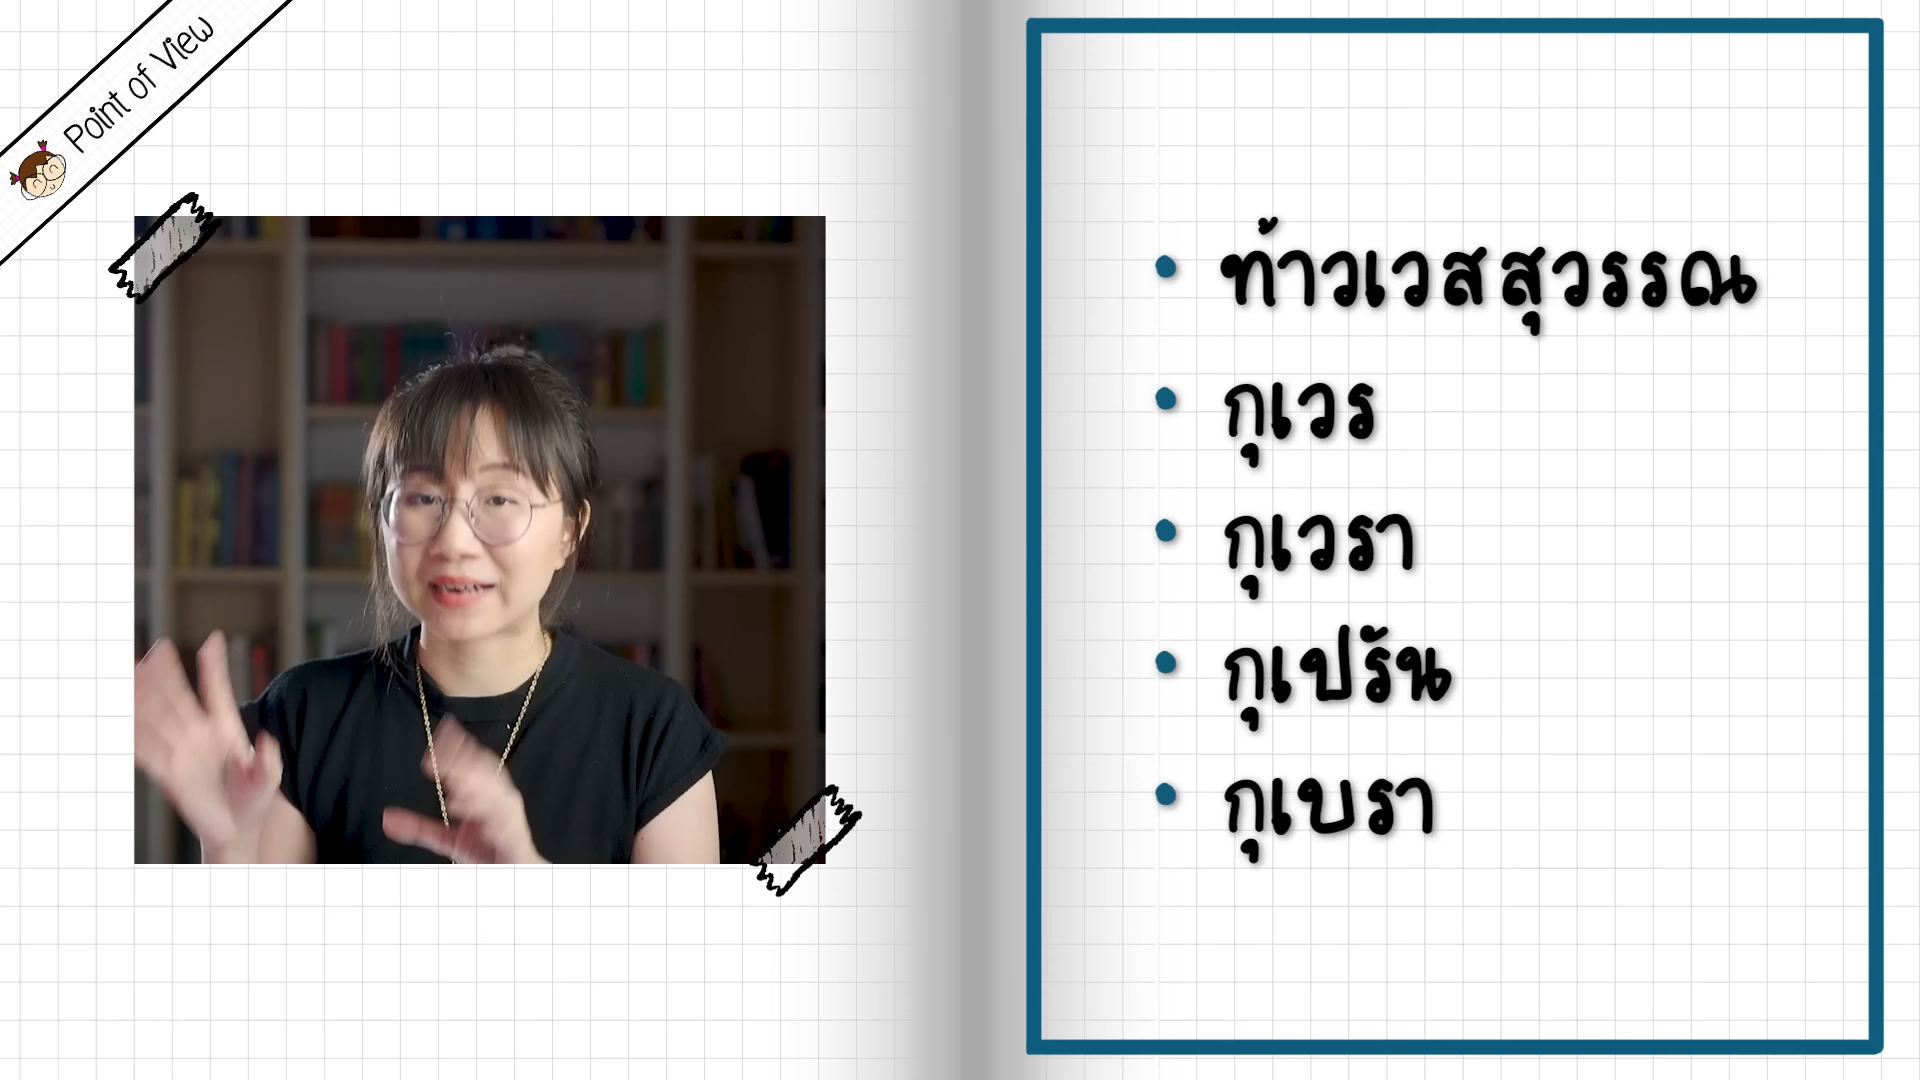 Point of View
ท้าวเวสสุวรรณ
กุเวร
กุเวรา
กุเปรัน
กุเบรา